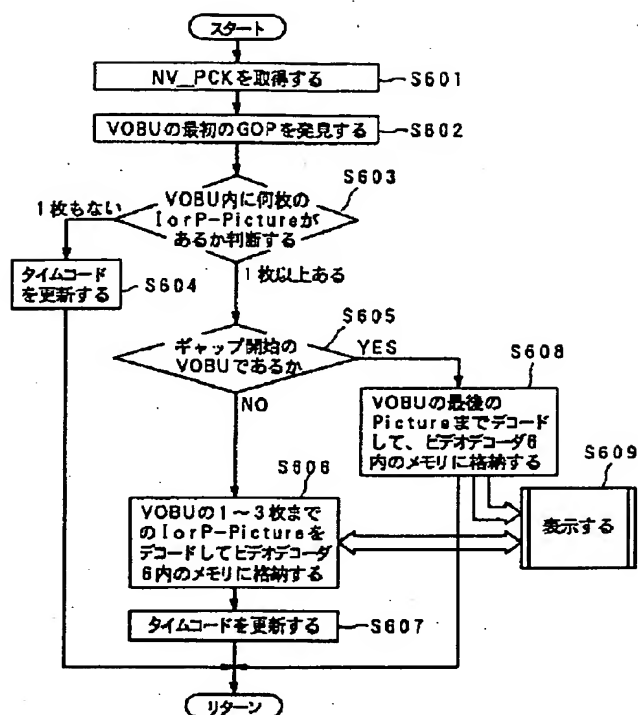 スタート
NV_PCKを取得する
S601
VOBUの最初のGOPを発見する
S602
S603
VOBU内に何枚の
IorP-Pictureが
あるか判断する
1枚もない
タイムコード
を更新する
S604
1枚以上ある
S605
ギャップ開始の
VOBUであるか
YES
NO
S608
VOBUの最後の
Pictureまでデコード
して、ビデオデコーダ6
内のメモリに格納する
S609
表示する
S606
VOBUの1~3枚まで
のIorP-Pictureを
デコードしてビデオデコーダ
6内のメモリに格納する
タイムコードを更新する
S607
リターン